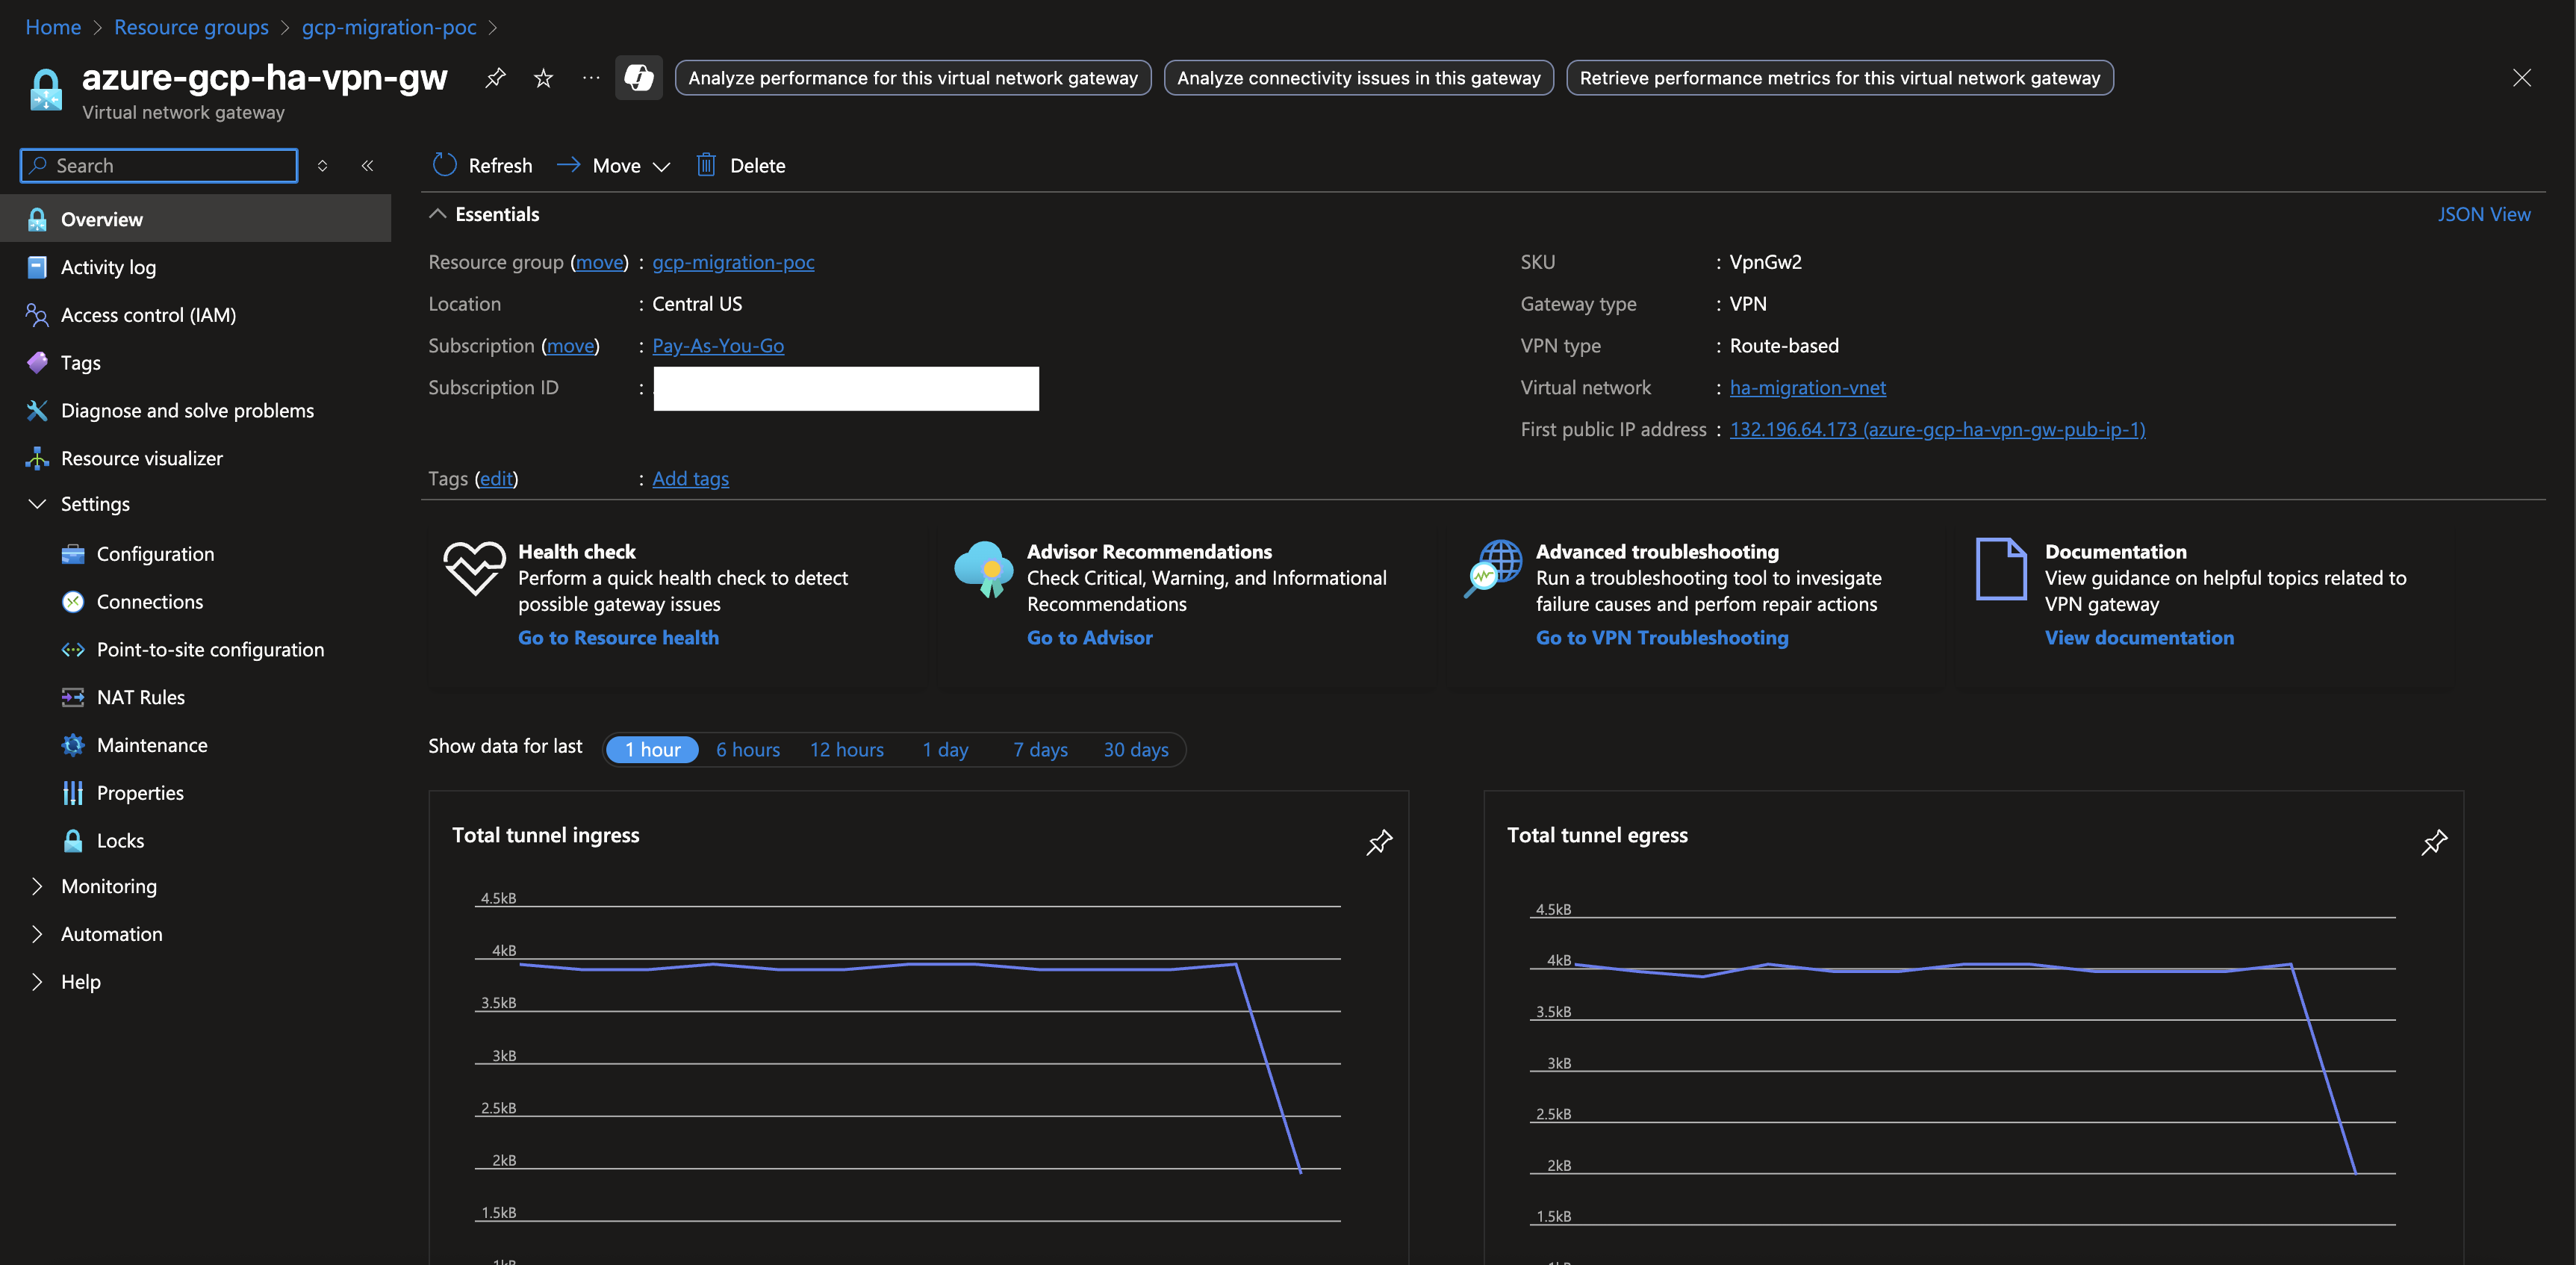 Home > Resource groups > gcp-migration-poc >
azure-gcp-ha-vpn-gw
Virtual network gateway
Analyze performance for this virtual network gateway
Analyze connectivity issues in this gateway
Retrieve performance metrics for this virtual network gateway
Search
Overview
Activity log
Access control (IAM)
Tags
Diagnose and solve problems
Resource visualizer
Settings
Configuration
Connections
Point-to-site configuration
NAT Rules
Maintenance
Properties
Locks
Monitoring
Automation
Help
Refresh
Move
Delete
Essentials
JSON View
Resource group (move) : gcp-migration-poc
Location : Central US
Subscription (move) : Pay-As-You-Go
Subscription ID :
Tags (edit) : Add tags
SKU : VpnGw2
Gateway type : VPN
VPN type : Route-based
Virtual network : ha-migration-vnet
First public IP address : 132.196.64.173 (azure-gcp-ha-vpn-gw-pub-ip-1)
Health check
Perform a quick health check to detect
possible gateway issues
Go to Resource health
Advisor Recommendations
Check Critical, Warning, and Informational
Recommendations
Go to Advisor
Advanced troubleshooting
Run a troubleshooting tool to invesigate
failure causes and perfom repair actions
Go to VPN Troubleshooting
Documentation
View guidance on helpful topics related to
VPN gateway
View documentation
Show data for last
1 hour
6 hours
12 hours
1 day
7 days
30 days
Total tunnel ingress
4.5kB
4kB
3.5kB
3kB
2.5kB
2kB
1.5kB
1kB
Total tunnel egress
4.5kB
4kB
3.5kB
3kB
2.5kB
2kB
1.5kB